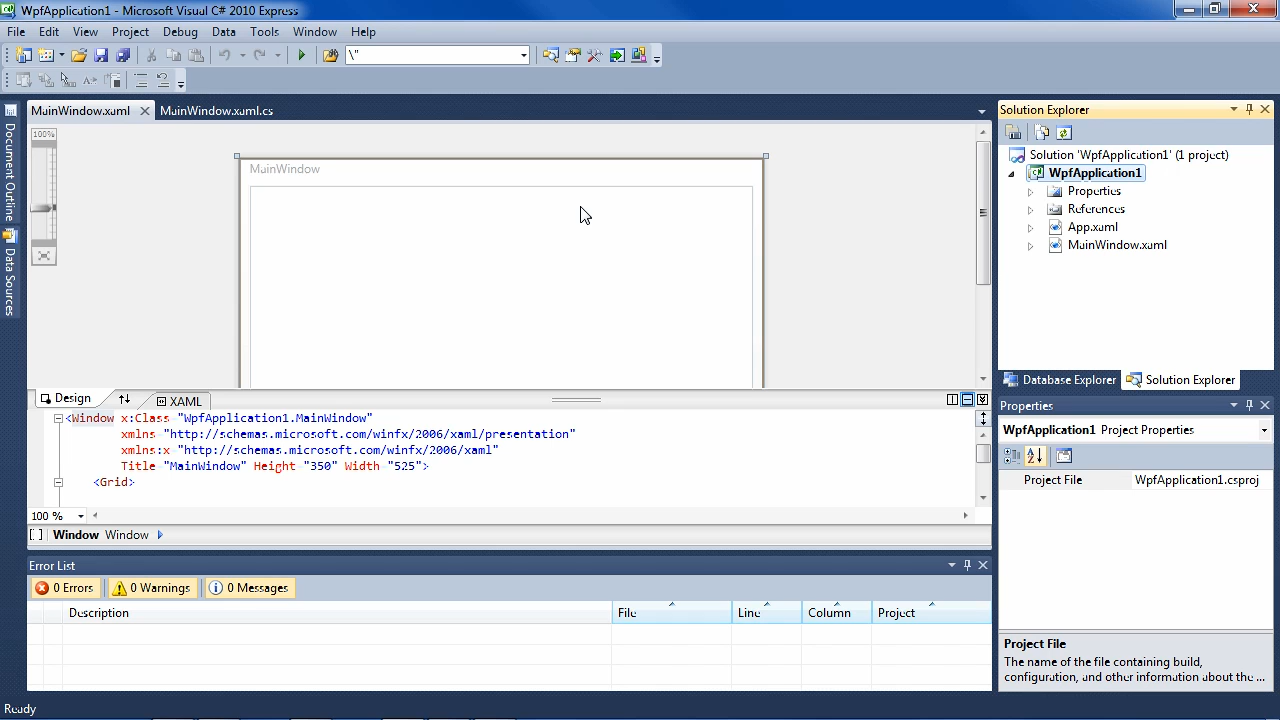 WpfApplication1 - Microsoft Visual C# 2010 Express
File Edit View Project Debug Data Tools Window Help
\"
MainWindow.xaml MainWindow.xaml.cs
Document Outline
Data Sources
100%
MainWindow
Design XAML
<Window x:Class "WpfApplication1.MainWindow"
xmlns "http://schemas.microsoft.com/winfx/2006/xaml/presentation"
xmlns:x "http://schemas.microsoft.com/winfx/2006/xaml"
Title "MainWindow" Height "350" Width "525">
<Grid>
100 %
Window Window
Error List
0 Errors 0 Warnings 0 Messages
Description File Line Column Project
Solution Explorer
Solution 'WpfApplication1' (1 project)
WpfApplication1
Properties
References
App.xaml
MainWindow.xaml
Database Explorer Solution Explorer
Properties
WpfApplication1 Project Properties
Project File WpfApplication1.csproj
Project File
The name of the file containing build,
configuration, and other information about the ...
Ready